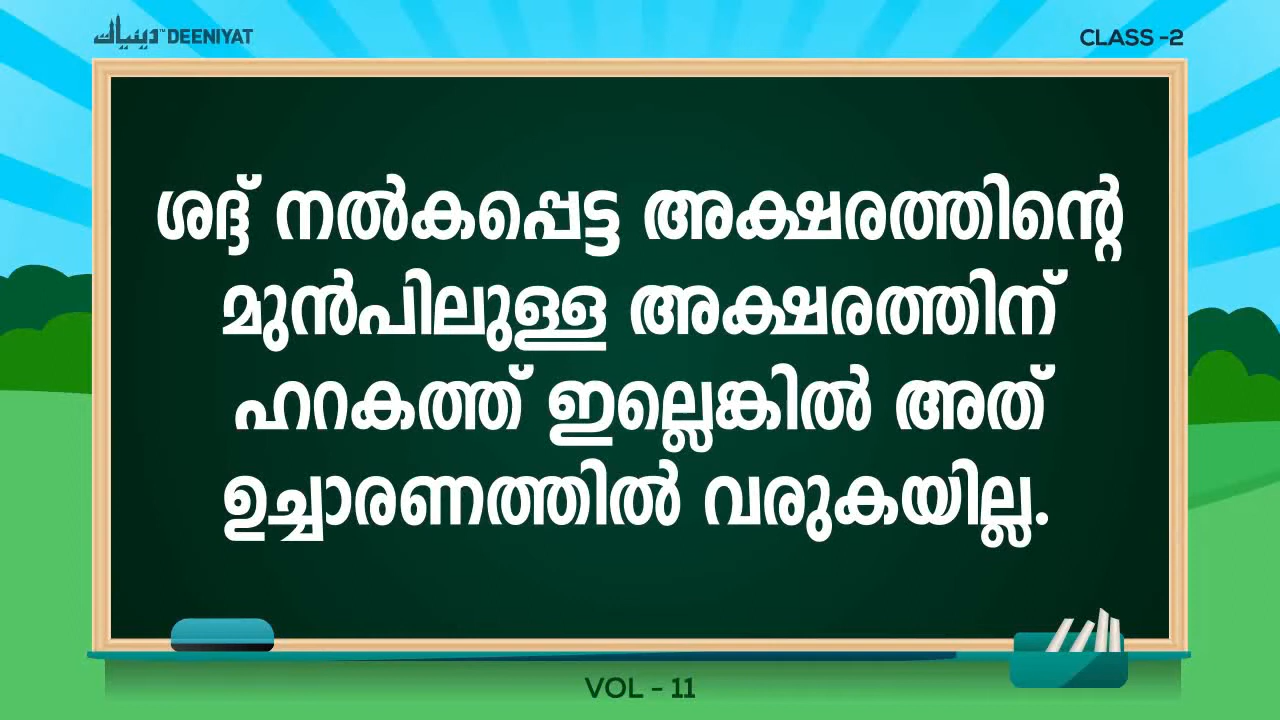 دينيات™ DEENIYAT
CLASS -2
ശദ്ദ് നൽകപ്പെട്ട അക്ഷരത്തിന്റെ
മുൻപിലുള്ള അക്ഷരത്തിന്
ഹറകത്ത് ഇല്ലെങ്കിൽ അത്
ഉച്ചാരണത്തിൽ വരുകയില്ല.
VOL - 11